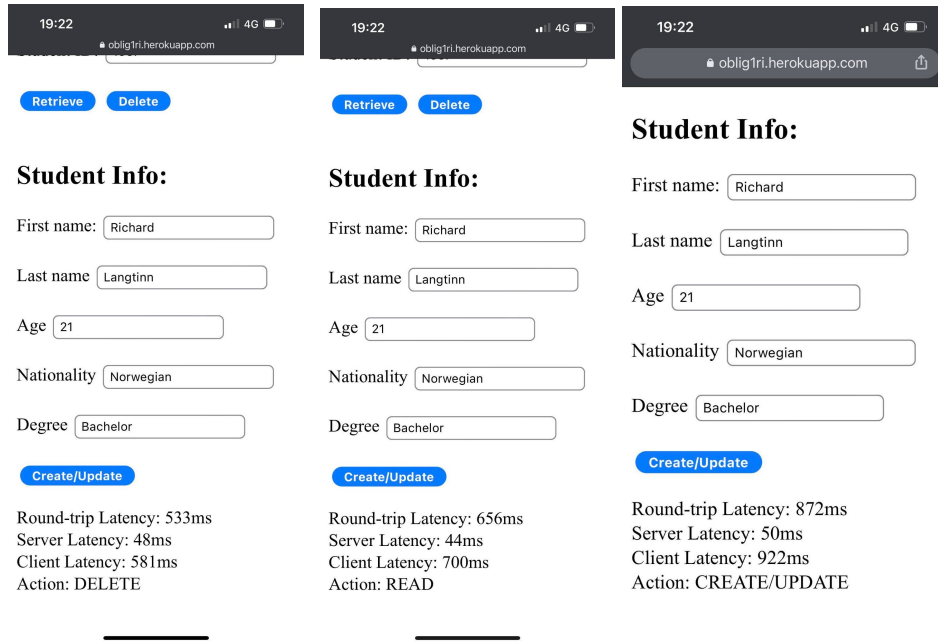 19:22
4G
oblig1ri.herokuapp.com
Retrieve Delete
Student Info:
First name: Richard
Last name Langtinn
Age 21
Nationality Norwegian
Degree Bachelor
Create/Update
Round-trip Latency: 533ms
Server Latency: 48ms
Client Latency: 581ms
Action: DELETE
19:22
4G
oblig1ri.herokuapp.com
Retrieve Delete
Student Info:
First name: Richard
Last name Langtinn
Age 21
Nationality Norwegian
Degree Bachelor
Create/Update
Round-trip Latency: 656ms
Server Latency: 44ms
Client Latency: 700ms
Action: READ
19:22
4G
oblig1ri.herokuapp.com
Student Info:
First name: Richard
Last name Langtinn
Age 21
Nationality Norwegian
Degree Bachelor
Create/Update
Round-trip Latency: 872ms
Server Latency: 50ms
Client Latency: 922ms
Action: CREATE/UPDATE